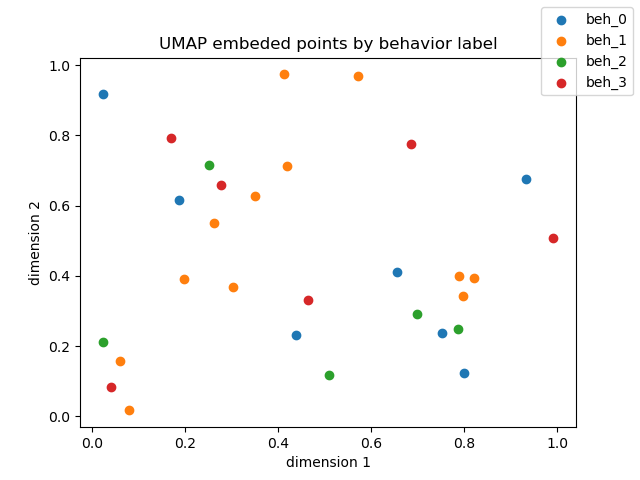 UMAP embeded points by behavior label
beh_0
beh_1
beh_2
beh_3
1.0
0.8
0.6
0.4
0.2
0.0
dimension 2
0.0 0.2 0.4 0.6 0.8 1.0
dimension 1